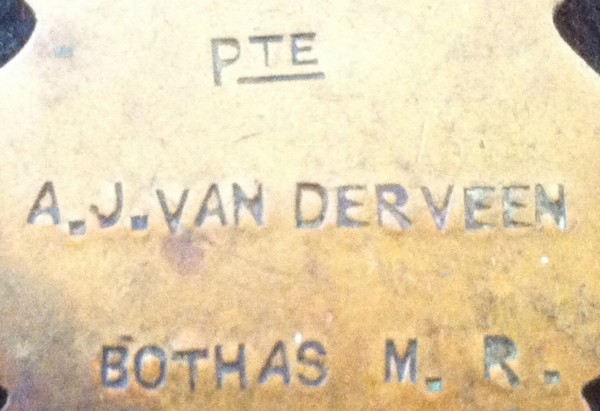 PTE
A.J.VAN DERVEEN
BOTHAS M. R.